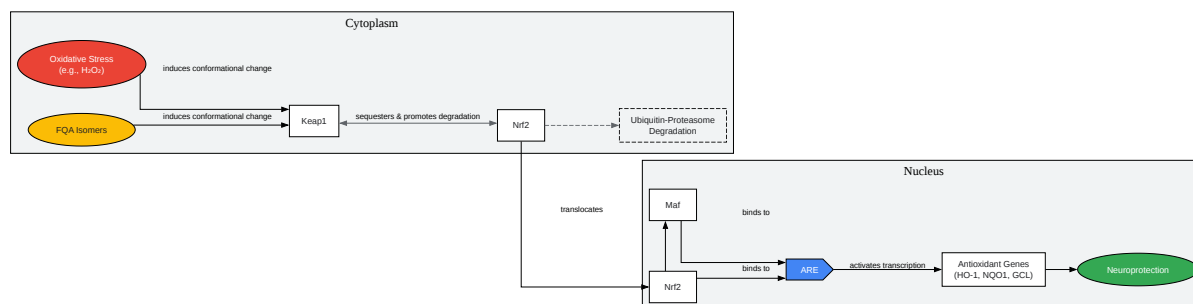 Cytoplasm
Oxidative Stress
(e.g., H₂O₂)
induces conformational change
FQA Isomers
induces conformational change
Keap1
sequesters & promotes degradation
Nrf2
Ubiquitin-Proteasome
Degradation
translocates
Nucleus
Maf
binds to
Nrf2
binds to
ARE
activates transcription
Antioxidant Genes
(HO-1, NQO1, GCL)
Neuroprotection